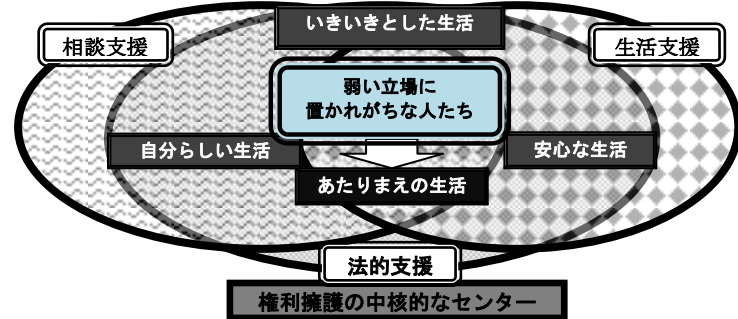 いきいきとした生活
相談支援
生活支援
弱い立場に
置かれがちな人たち
自分らしい生活
安心な生活
あたりまえの生活
法的支援
権利擁護の中核的なセンター